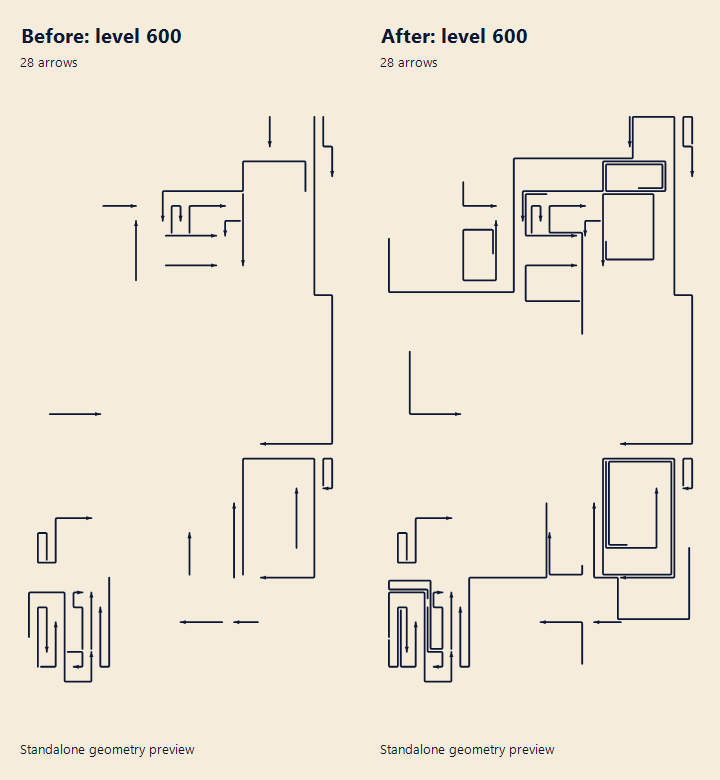 Before: level 600
28 arrows
After: level 600
28 arrows
Standalone geometry preview
Standalone geometry preview